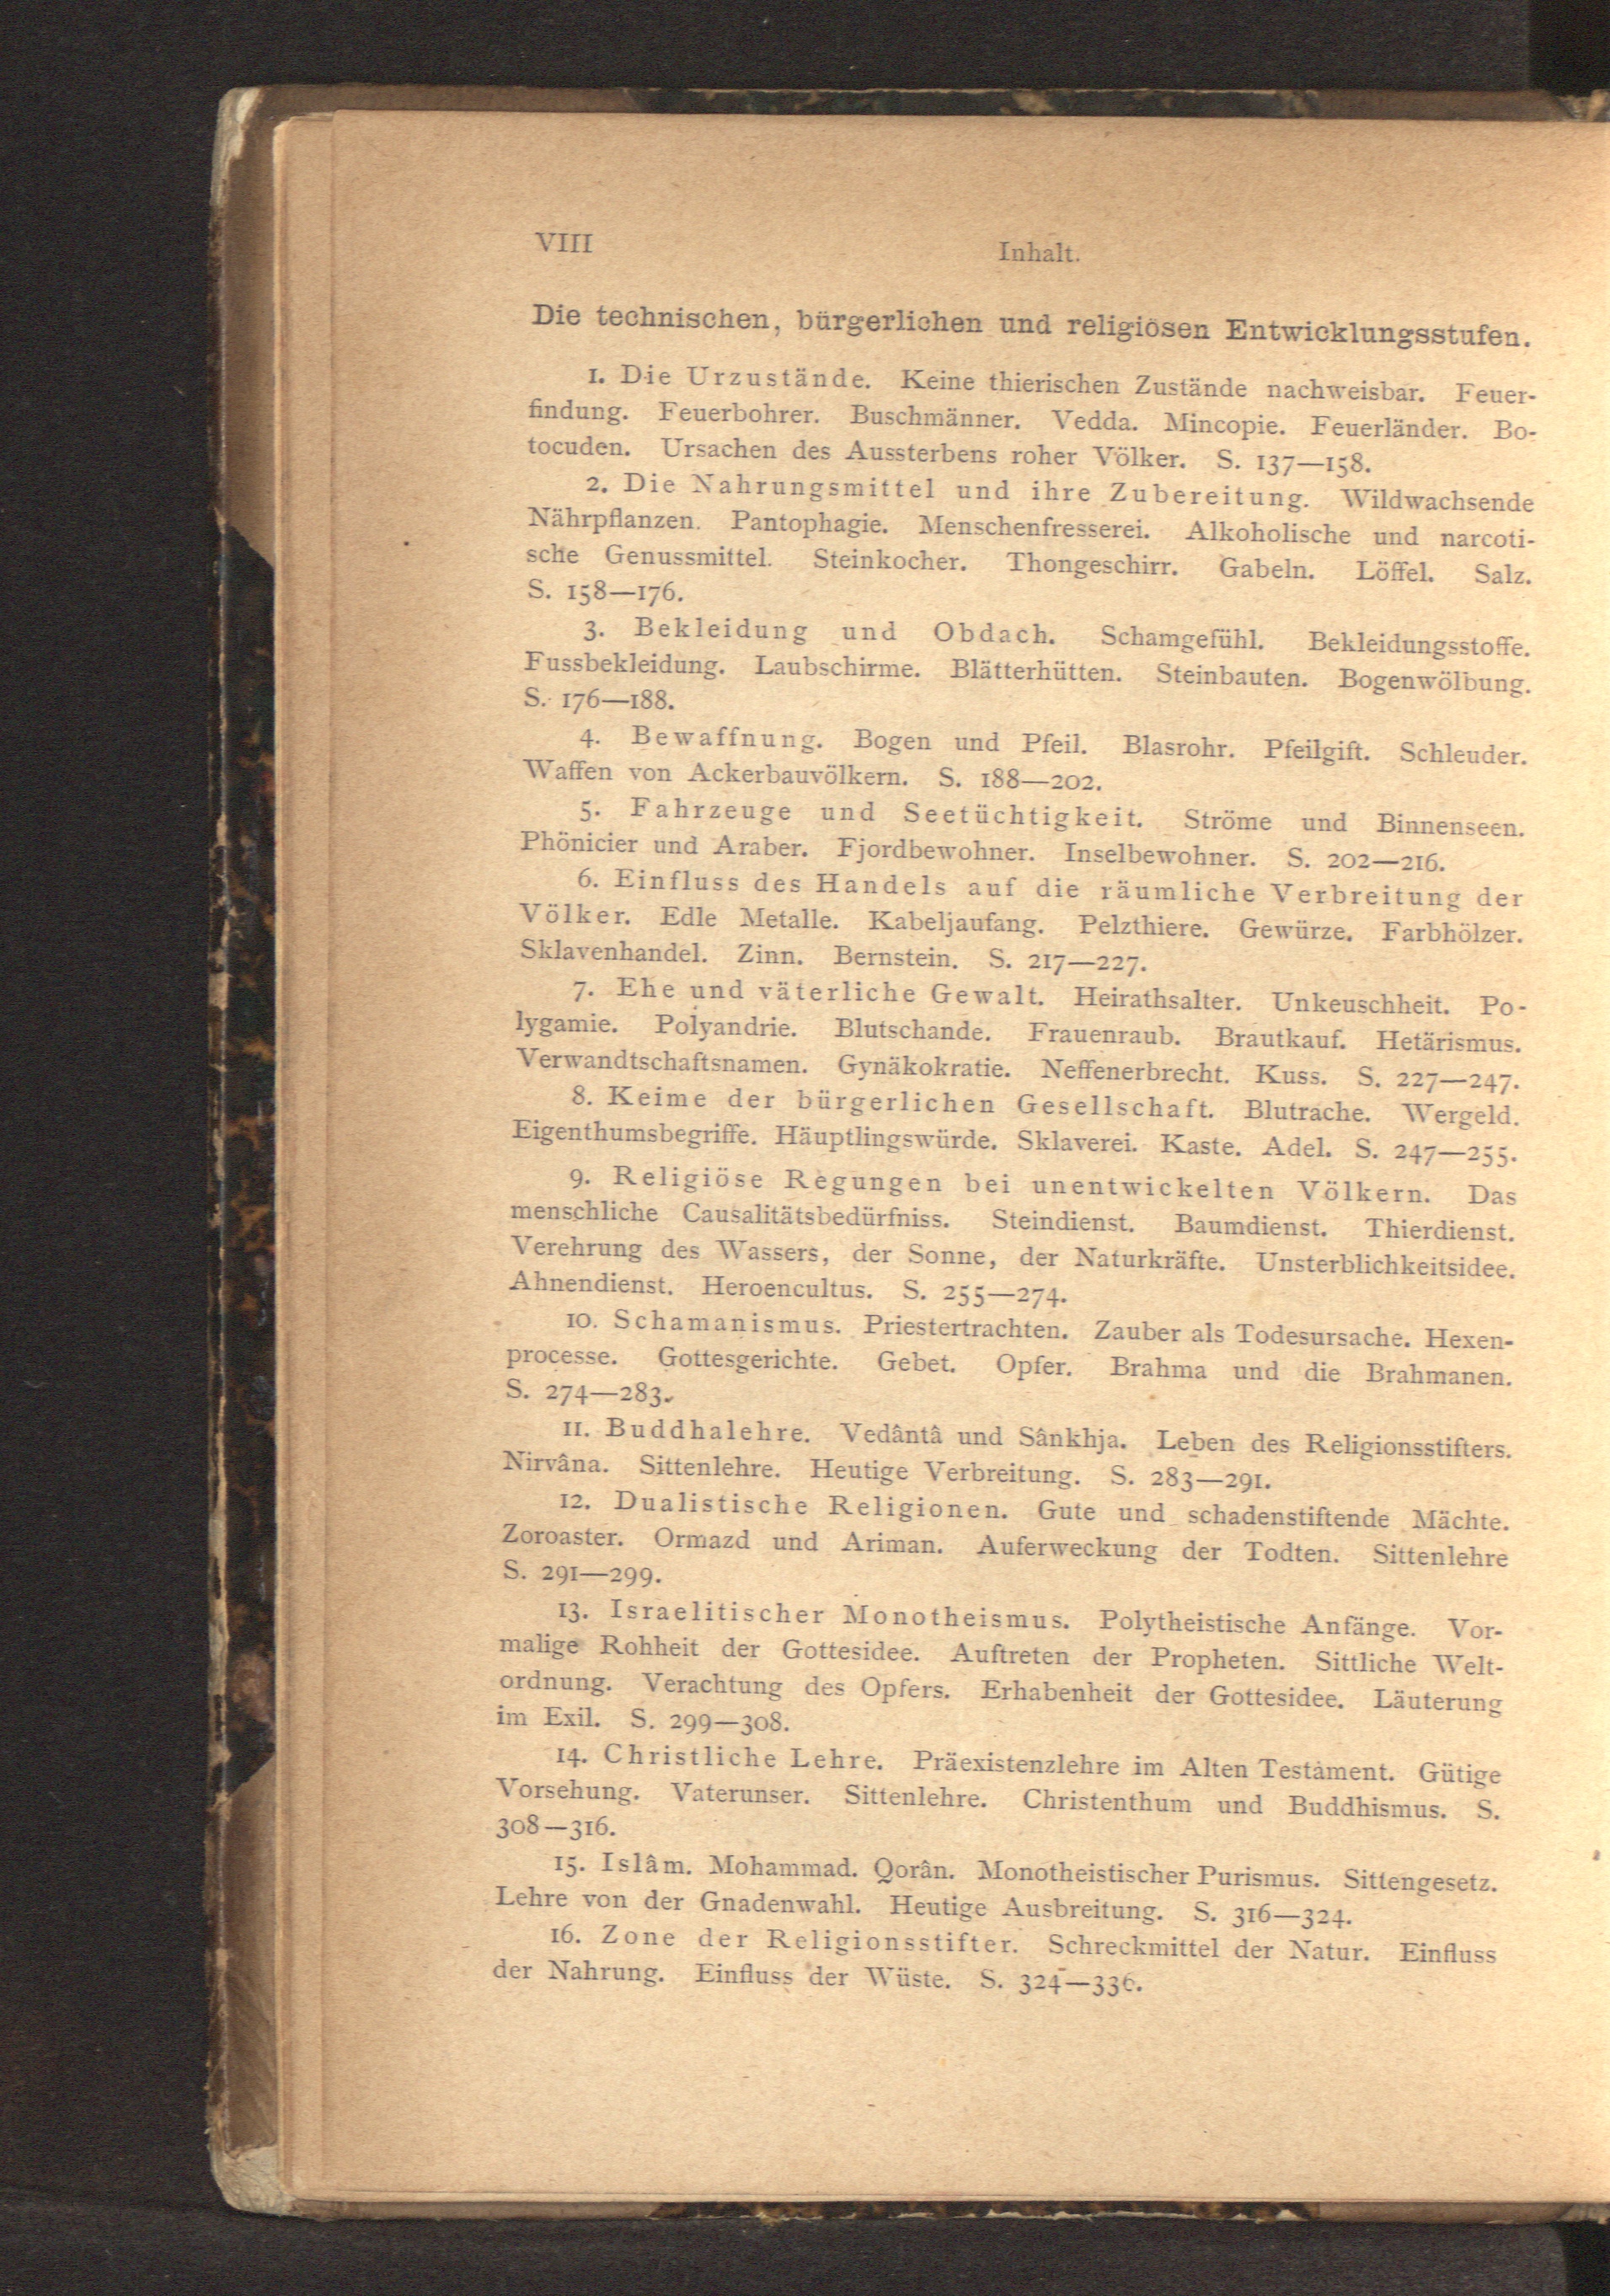 VIII
Inhalt.
Die technischen, bürgerlichen und religiösen Entwicklungsstufen.
1. Die Urzustände. Keine thierischen Zustände nachweisbar. Feuer-
findung. Feuerbohrer. Buschmänner. Vedda. Mincopie. Feuerländer. Bo-
tocuden. Ursachen des Aussterbens roher Völker. S. 137—158.
2. Die Nahrungsmittel und ihre Zubereitung. Wildwachsende
Nährpflanzen. Pantophagie. Menschenfresserei. Alkoholische und narcoti-
sche Genussmittel. Steinkocher. Thongeschirr. Gabeln. Löffel. Salz.
S. 158—176.
3. Bekleidung und Obdach. Schamgefühl. Bekleidungsstoffe.
Fussbekleidung. Laubschirme. Blätterhütten. Steinbauten. Bogenwölbung.
S. 176—188.
4. Bewaffnung. Bogen und Pfeil. Blasrohr. Pfeilgift. Schleuder.
Waffen von Ackerbauvölkern. S. 188—202.
5. Fahrzeuge und Seetüchtigkeit. Ströme und Binnenseen.
Phönicier und Araber. Fjordbewohner. Inselbewohner. S. 202—216.
6. Einfluss des Handels auf die räumliche Verbreitung der
Völker. Edle Metalle. Kabeljaufang. Pelzthiere. Gewürze. Farbhölzer.
Sklavenhandel. Zinn. Bernstein. S. 217—227.
7. Ehe und väterliche Gewalt. Heirathsalter. Unkeuschheit. Po-
lygamie. Polyandrie. Blutschande. Frauenraub. Brautkauf. Hetärismus.
Verwandtschaftsnamen. Gynäkokratie. Neffenerbrecht. Kuss. S. 227—247.
8. Keime der bürgerlichen Gesellschaft. Blutrache. Wergeld.
Eigenthumsbegriffe. Häuptlingswürde. Sklaverei. Kaste. Adel. S. 247—255.
9. Religiöse Regungen bei unentwickelten Völkern. Das
menschliche Causalitätsbedürfniss. Steindienst. Baumdienst. Thierdienst.
Verehrung des Wassers, der Sonne, der Naturkräfte. Unsterblichkeitsidee.
Ahnendienst. Heroencultus. S. 255—274.
10. Schamanismus. Priestertrachten. Zauber als Todesursache. Hexen-
processe. Gottesgerichte. Gebet. Opfer. Brahma und die Brahmanen.
S. 274—283.
11. Buddhalehre. Vedântâ und Sânkhja. Leben des Religionsstifters.
Nirvâna. Sittenlehre. Heutige Verbreitung. S. 283—291.
12. Dualistische Religionen. Gute und schadenstiftende Mächte.
Zoroaster. Ormazd und Ariman. Auferweckung der Todten. Sittenlehre
S. 291—299.
13. Israelitischer Monotheismus. Polytheistische Anfänge. Vor-
malige Rohheit der Gottesidee. Auftreten der Propheten. Sittliche Welt-
ordnung. Verachtung des Opfers. Erhabenheit der Gottesidee. Läuterung
im Exil. S. 299—308.
14. Christliche Lehre. Präexistenzlehre im Alten Testament. Gütige
Vorsehung. Vaterunser. Sittenlehre. Christenthum und Buddhismus. S.
308—316.
15. Islâm. Mohammad. Qorân. Monotheistischer Purismus. Sittengesetz.
Lehre von der Gnadenwahl. Heutige Ausbreitung. S. 316—324.
16. Zone der Religionsstifter. Schreckmittel der Natur. Einfluss
der Nahrung. Einfluss der Wüste. S. 324—336.